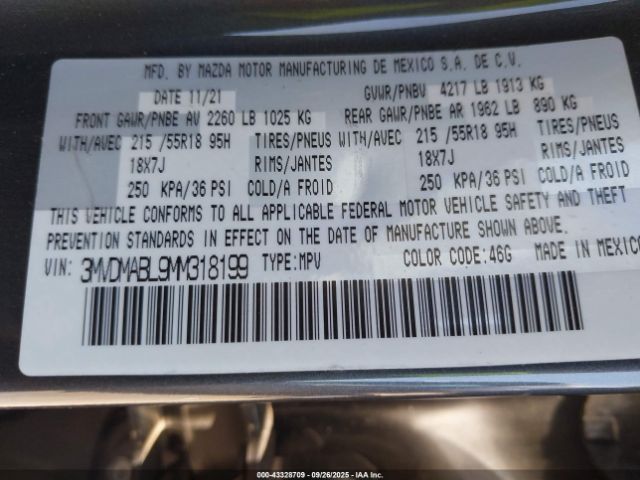 MFD. BY MAZDA MOTOR MANUFACTURING DE MEXICO S.A. DE C.V.
DATE 11/21 GVWR/PNBV 4217 LB 1913 KG
FRONT GAWR/PNBE AV 2260 LB 1025 KG REAR GAWR/PNBE AR 1962 LB 890 KG
WITH/AVEC 215 /55R18 95H TIRES/PNEUS WITH/AVEC 215 /55R18 95H TIRES/PNEUS
18X7J RIMS/JANTES 18X7J RIMS/JANTES
250 KPA/36 PSI COLD/A FROID 250 KPA/36 PSI COLD/A FROID
THIS VEHICLE CONFORMS TO ALL APPLICABLE FEDERAL MOTOR VEHICLE SAFETY AND THEFT
PREVENTION STANDARDS IN EFFECT ON THE DATE OF MANUFACTURE SHOWN ABOVE.
VIN: 3MVDMABL9MM318199 TYPE:MPV COLOR CODE:46G MADE IN MEXICO
000-43328709 - 09/26/2025 - IAA Inc.